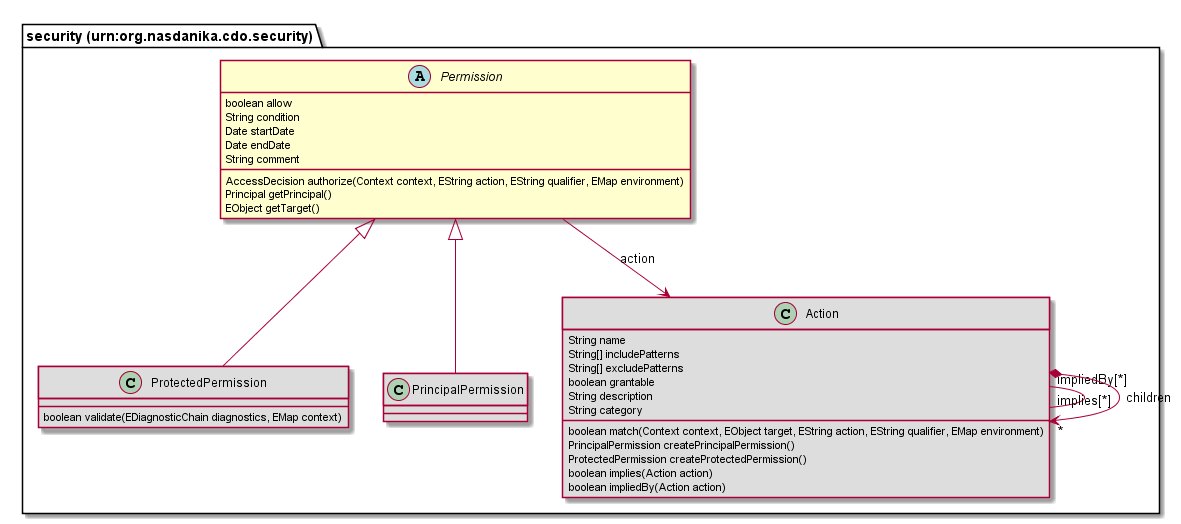 security (urn:org.nasdanika.cdo.security)
A Permission
boolean allow
String condition
Date startDate
Date endDate
String comment
AccessDecision authorize(Context context, EString action, EString qualifier, EMap environment)
Principal getPrincipal()
EObject getTarget()
action
C ProtectedPermission
boolean validate(EDiagnosticChain diagnostics, EMap context)
C PrincipalPermission
C Action
String name
String[] includePatterns
String[] excludePatterns
boolean grantable
String description
String category
boolean match(Context context, EObject target, EString action, EString qualifier, EMap environment)
PrincipalPermission createPrincipalPermission()
ProtectedPermission createProtectedPermission()
boolean implies(Action action)
boolean impliedBy(Action action)
impliedBy[*]
implies[*]
children
*